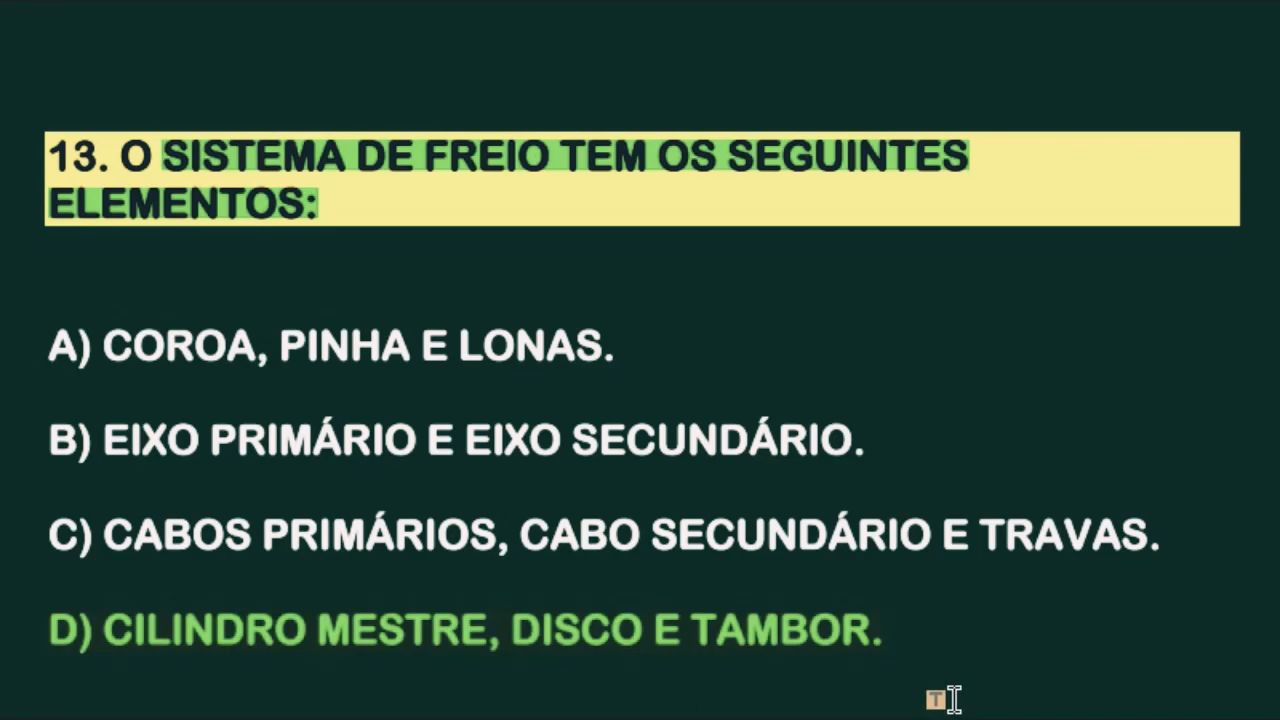 13. O SISTEMA DE FREIO TEM OS SEGUINTES
ELEMENTOS:
A) COROA, PINHA E LONAS.
B) EIXO PRIMÁRIO E EIXO SECUNDÁRIO.
C) CABOS PRIMÁRIOS, CABO SECUNDÁRIO E TRAVAS.
D) CILINDRO MESTRE, DISCO E TAMBOR.
T